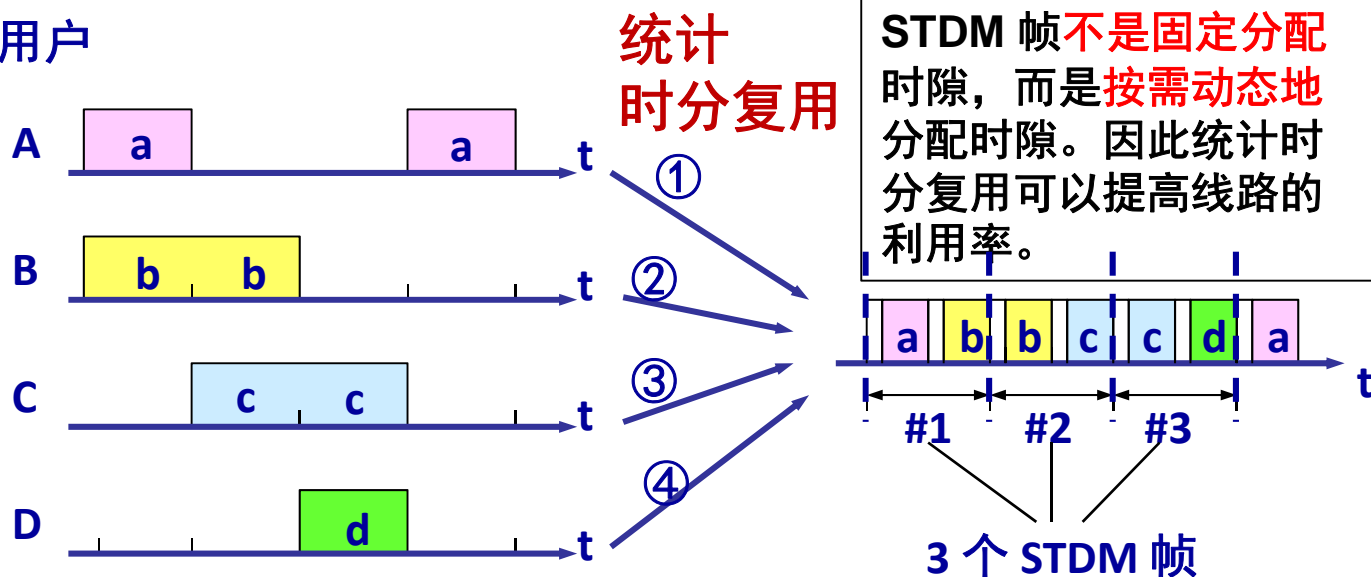 用户
统计
时分复用
STDM 帧不是固定分配
时隙，而是按需动态地
分配时隙。因此统计时
分复用可以提高线路的
利用率。
A
a
a
t
①
B
b
b
t
②
a
b
b
c
c
d
a
t
C
c
c
t
③
#1
#2
#3
D
d
t
④
3 个 STDM 帧